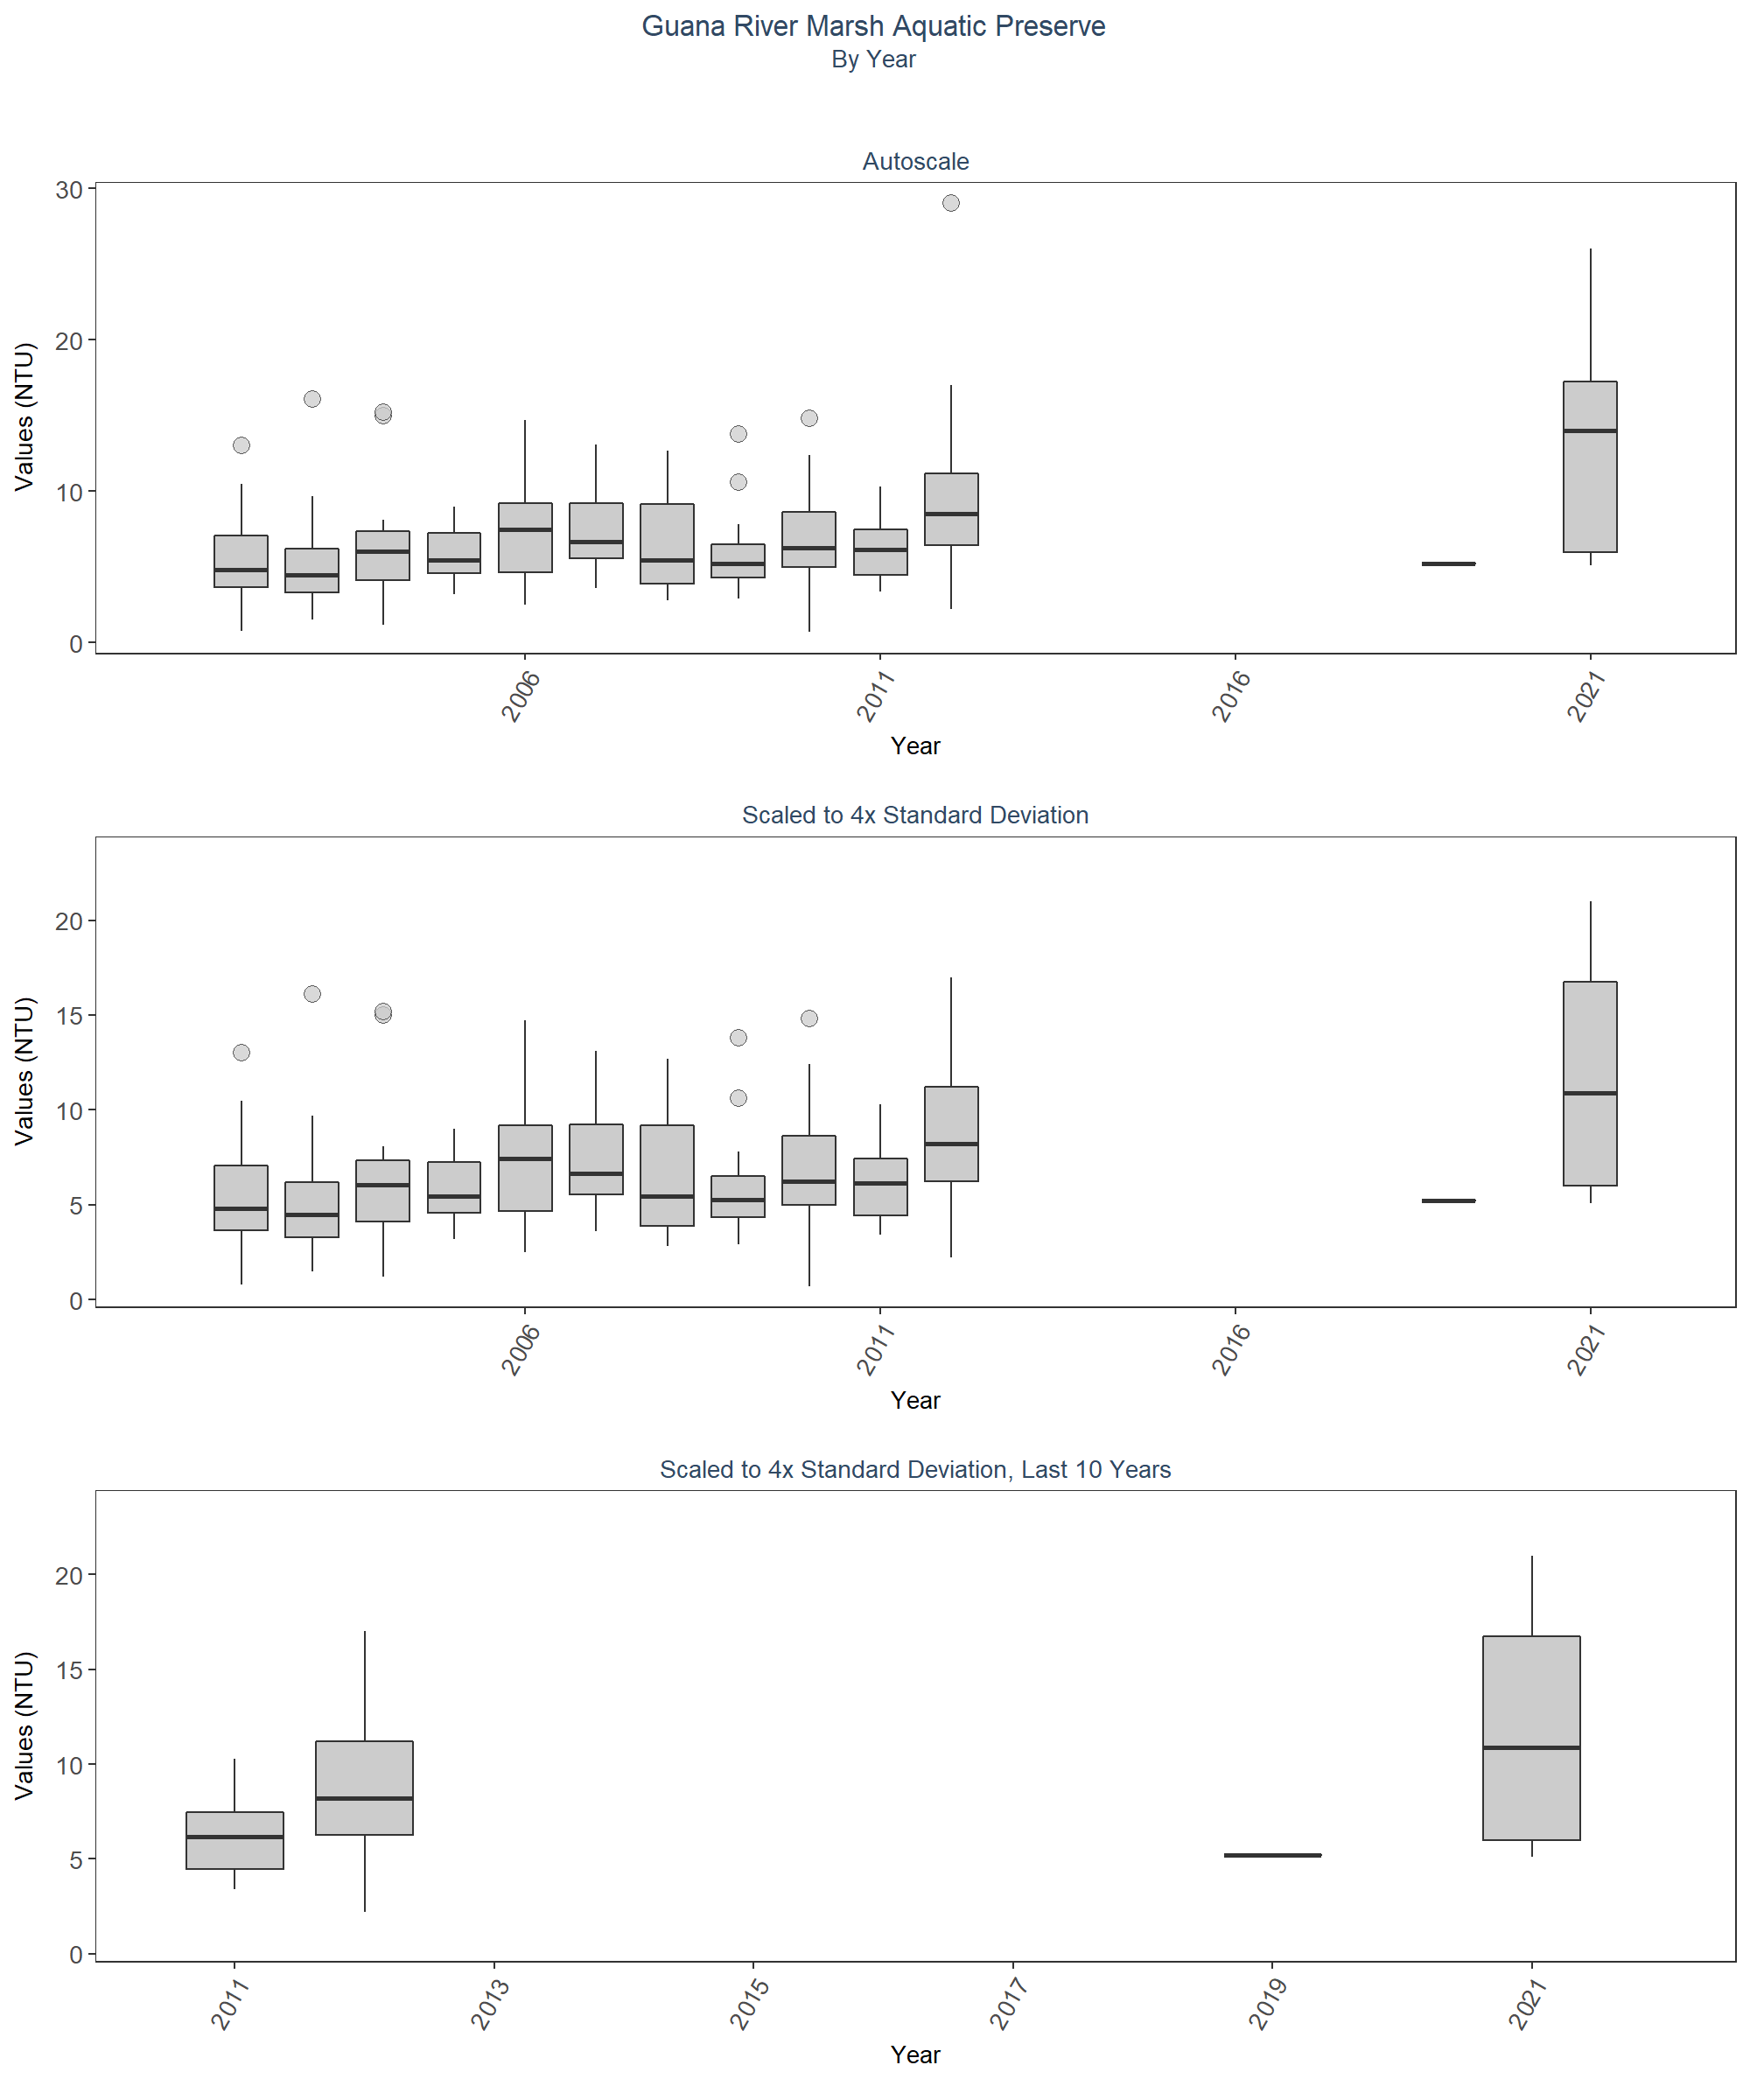 Guana River Marsh Aquatic Preserve
By Year
Autoscale
30
20
10
0
Values (NTU)
2006 2011 2016 2021
Year
Scaled to 4x Standard Deviation
20
15
10
5
0
Values (NTU)
2006 2011 2016 2021
Year
Scaled to 4x Standard Deviation, Last 10 Years
20
15
10
5
0
Values (NTU)
2011 2013 2015 2017 2019 2021
Year